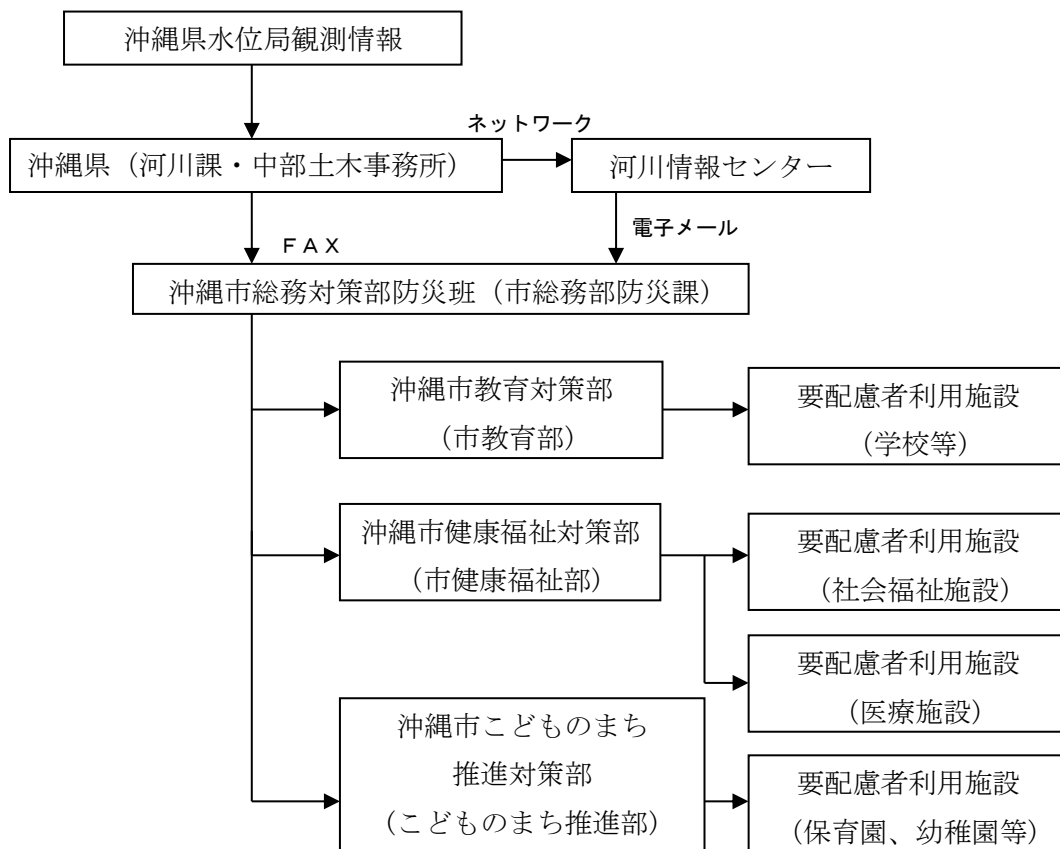 沖縄県水位局観測情報
ネットワーク
沖縄県（河川課・中部土木事務所）
河川情報センター
ＦＡＸ
電子メール
沖縄市総務対策部防災班（市総務部防災課）
沖縄市教育対策部
（市教育部）
要配慮者利用施設
（学校等）
沖縄市健康福祉対策部
（市健康福祉部）
要配慮者利用施設
（社会福祉施設）
要配慮者利用施設
（医療施設）
沖縄市こどものまち
推進対策部
（こどものまち推進部）
要配慮者利用施設
（保育園、幼稚園等）